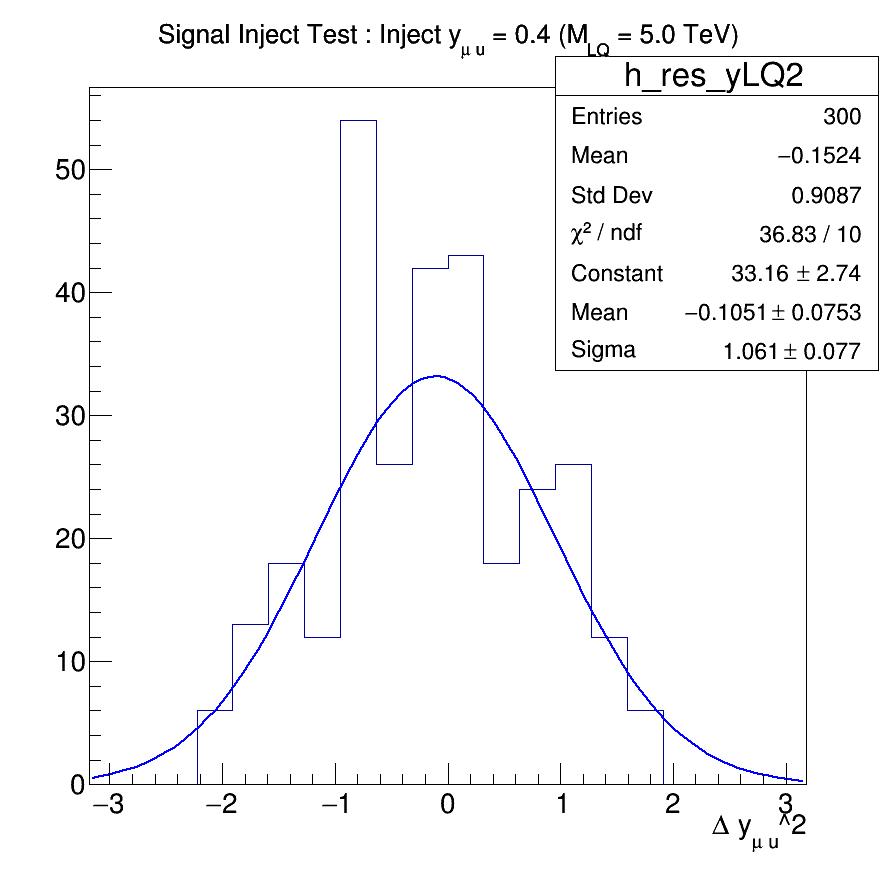 Signal Inject Test : Inject y_μu = 0.4 (M_LQ = 5.0 TeV)
h_res_yLQ2
Entries 300
Mean −0.1524
Std Dev 0.9087
χ² / ndf 36.83 / 10
Constant 33.16 ± 2.74
Mean −0.1051 ± 0.0753
Sigma 1.061 ± 0.077
50
40
30
20
10
0
−3 −2 −1 0 1 2 3
Δ y_μu^2